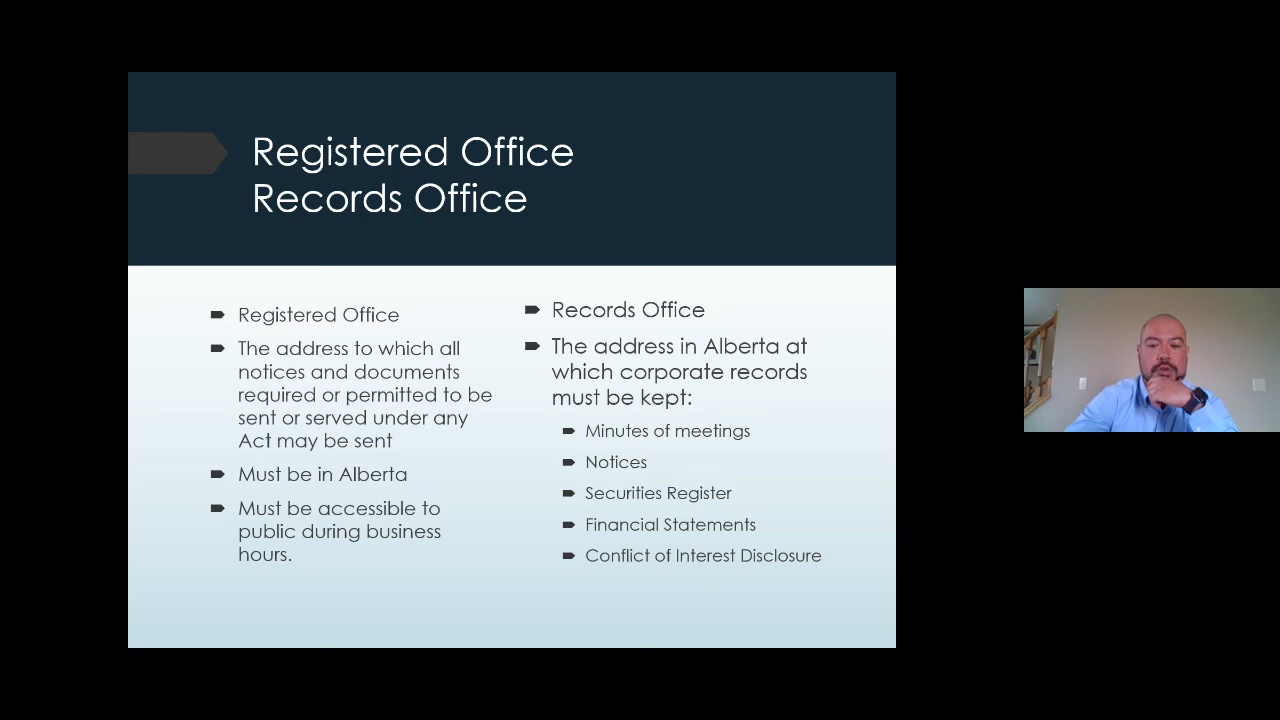 Registered Office
Records Office
Registered Office
The address to which all
notices and documents
required or permitted to be
sent or served under any
Act may be sent
Must be in Alberta
Must be accessible to
public during business
hours.
Records Office
The address in Alberta at
which corporate records
must be kept:
Minutes of meetings
Notices
Securities Register
Financial Statements
Conflict of Interest Disclosure